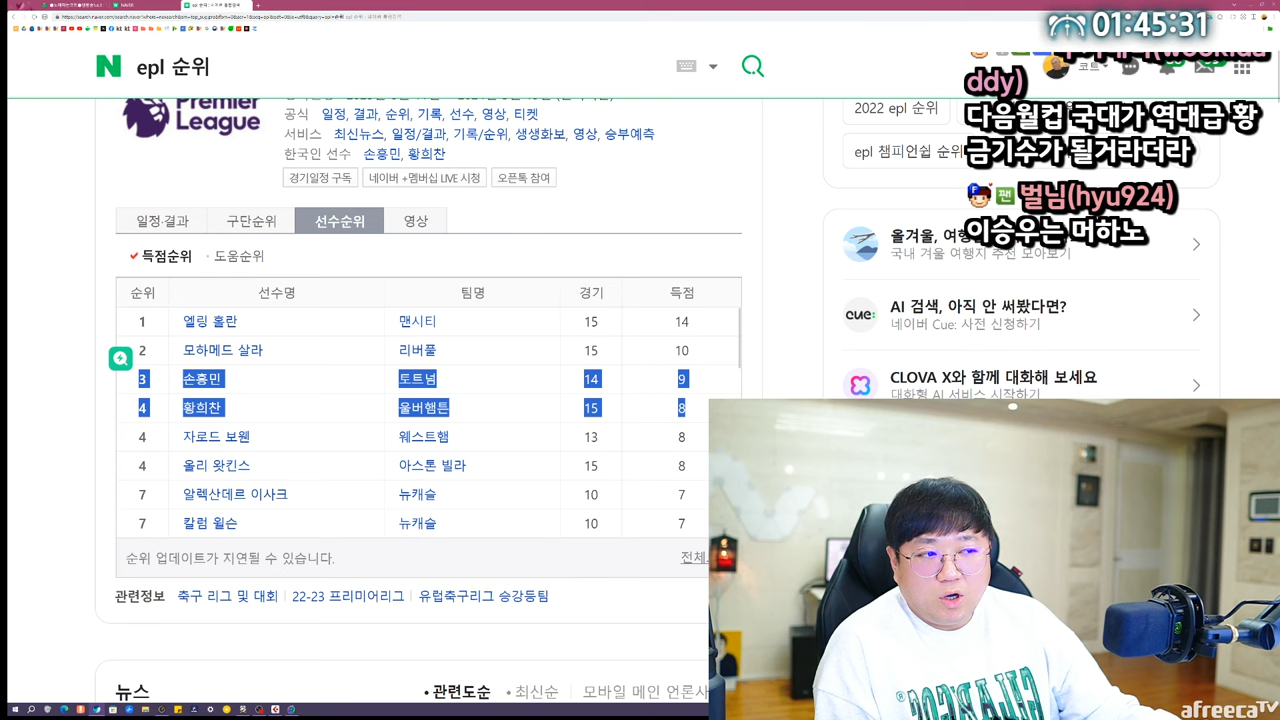 01:45:31
epl 순위
코트
ddy)
다음월컵 국대가 역대급 황
금기수가 될거라더라
짼 벌님(hyu924)
이승우는 머하노
Premier
League
공식 일정, 결과, 순위, 기록, 선수, 영상, 티켓
서비스 최신뉴스, 일정/결과, 기록/순위, 생생화보, 영상, 승부예측
한국인 선수 손흥민, 황희찬
경기일정 구독 네이버 +멤버십 LIVE 시청 오픈톡 참여
2022 epl 순위
epl 챔피언쉽 순위
일정·결과 구단순위 선수순위 영상
득점순위 도움순위
순위 선수명 팀명 경기 득점
1 엘링 홀란 맨시티 15 14
2 모하메드 살라 리버풀 15 10
3 손흥민 토트넘 14 9
4 황희찬 울버햄튼 15 8
4 자로드 보웬 웨스트햄 13 8
4 올리 왓킨스 아스톤 빌라 15 8
7 알렉산데르 이사크 뉴캐슬 10 7
7 칼럼 윌슨 뉴캐슬 10 7
순위 업데이트가 지연될 수 있습니다.
관련정보 축구 리그 및 대회 22-23 프리미어리그 유럽축구리그 승강등팀
뉴스
• 관련도순 • 최신순 모바일 메인 언론사
올겨울,
국내 겨울 여행지 추천 모아보기
cue:
AI 검색, 아직 안 써봤다면?
네이버 Cue: 사전 신청하기
CLOVA X와 함께 대화해 보세요
대화형 AI 서비스 시작하기
afreecaTV